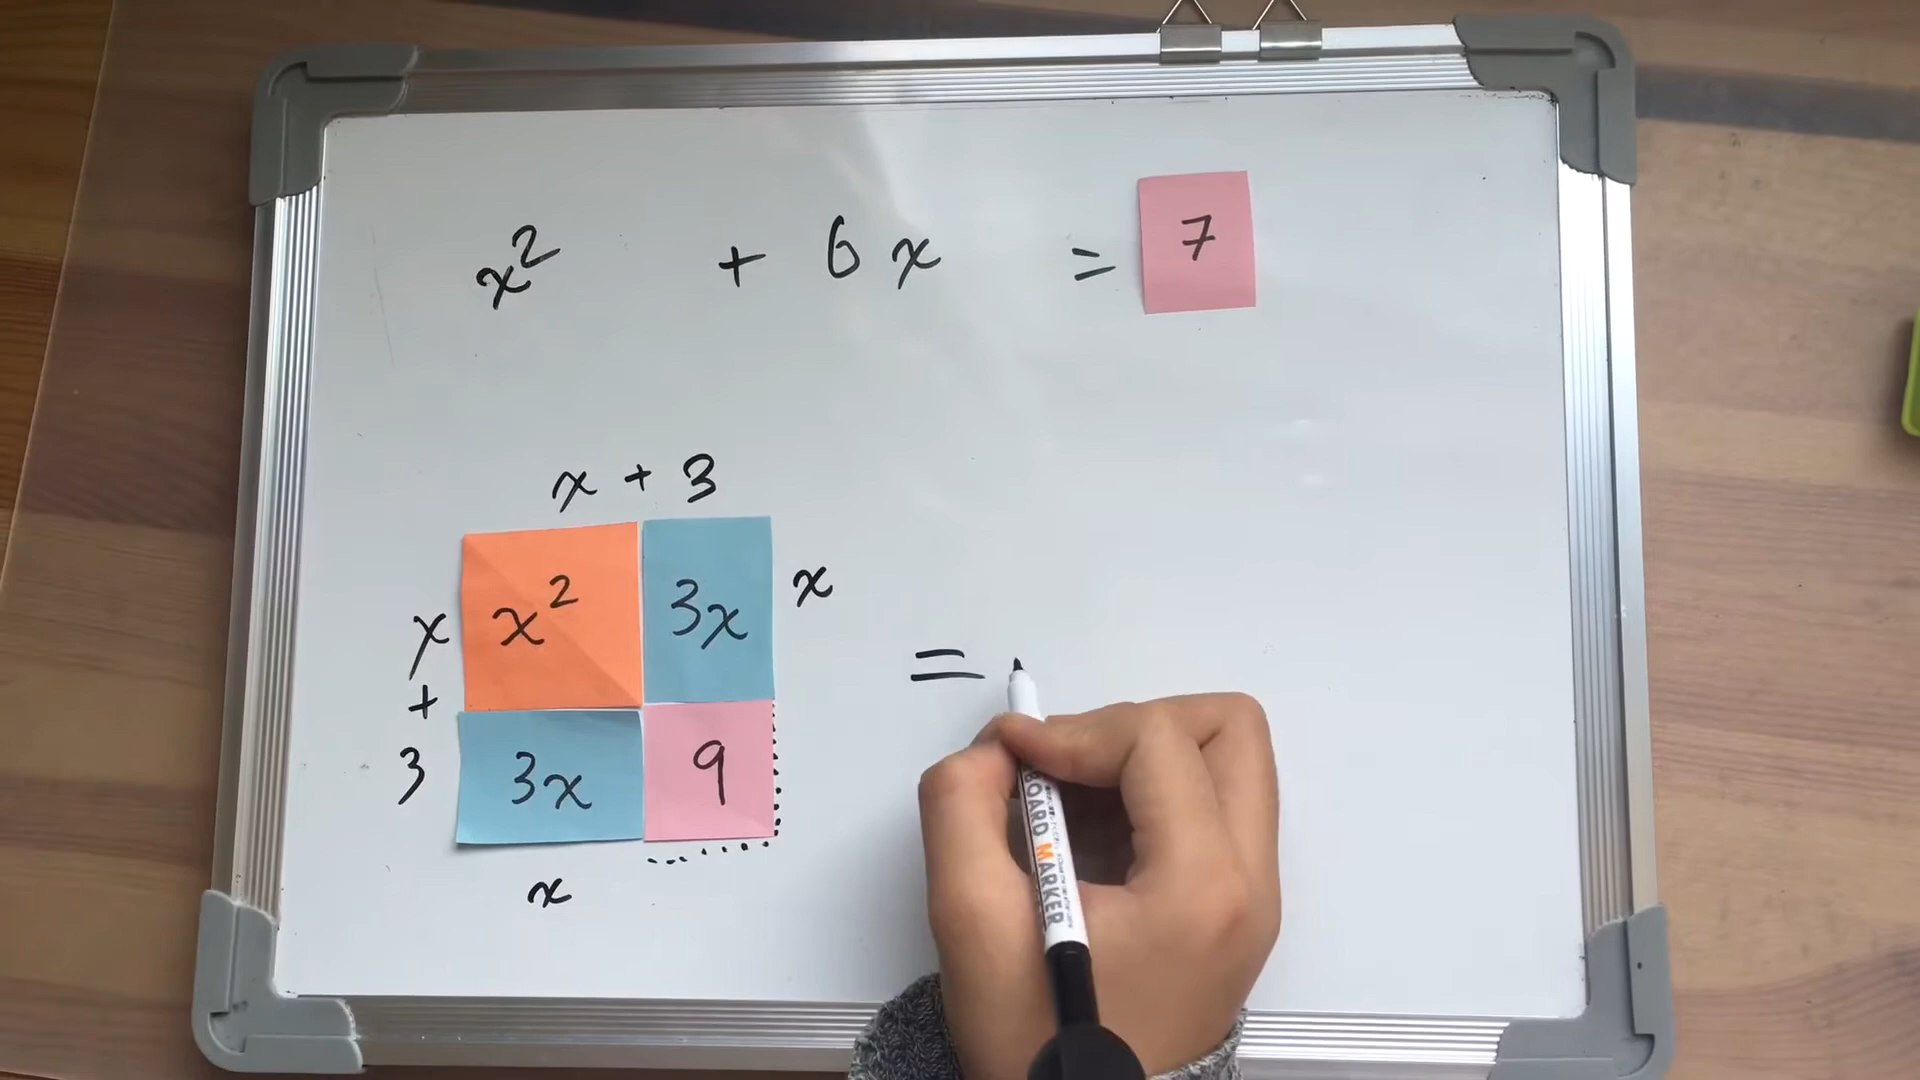 x² + 6x = 7
x + 3
x² 3x x
x
+
=
3 3x 9
x
BOARD MARKER